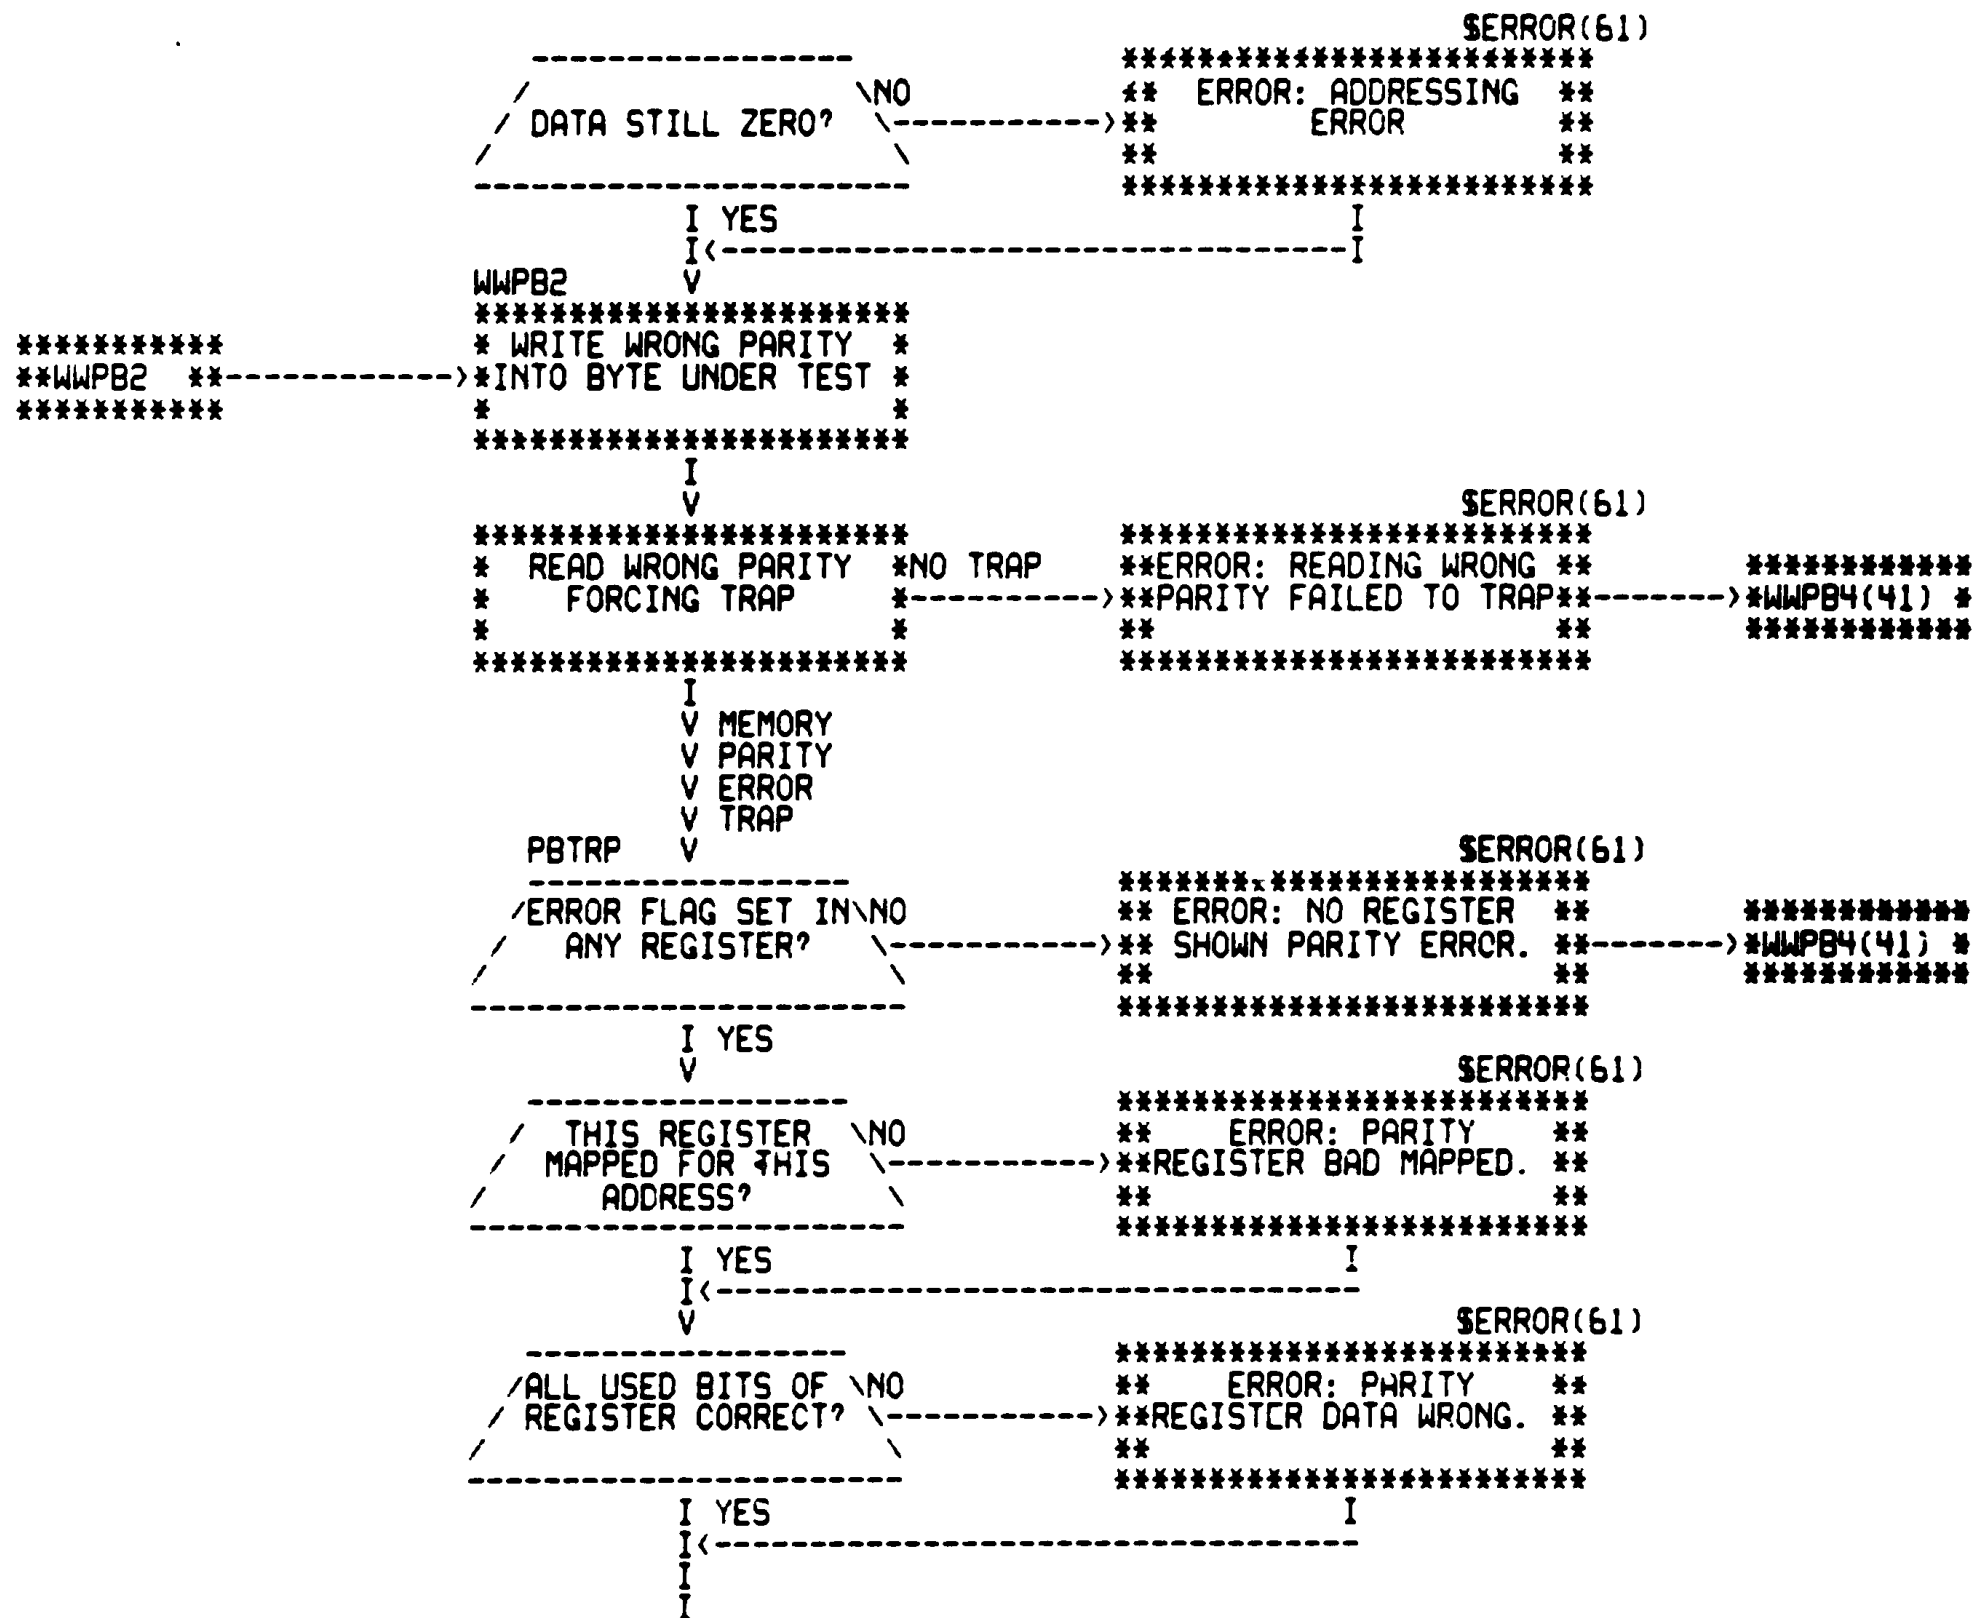 $ERROR(61)
NO
ERROR: ADDRESSING
DATA STILL ZERO?
ERROR
YES
WWPB2
WRITE WRONG PARITY
WWPB2
INTO BYTE UNDER TEST
$ERROR(61)
READ WRONG PARITY
NO TRAP
ERROR: READING WRONG
FORCING TRAP
PARITY FAILED TO TRAP
WWPB4(41)
MEMORY
PARITY
ERROR
TRAP
PBTRP
$ERROR(61)
ERROR FLAG SET IN
NO
ERROR: NO REGISTER
ANY REGISTER?
SHOWN PARITY ERROR.
WWPB4(41)
YES
$ERROR(61)
THIS REGISTER
NO
ERROR: PARITY
MAPPED FOR THIS
REGISTER BAD MAPPED.
ADDRESS?
YES
$ERROR(61)
ALL USED BITS OF
NO
ERROR: PARITY
REGISTER CORRECT?
REGISTER DATA WRONG.
YES